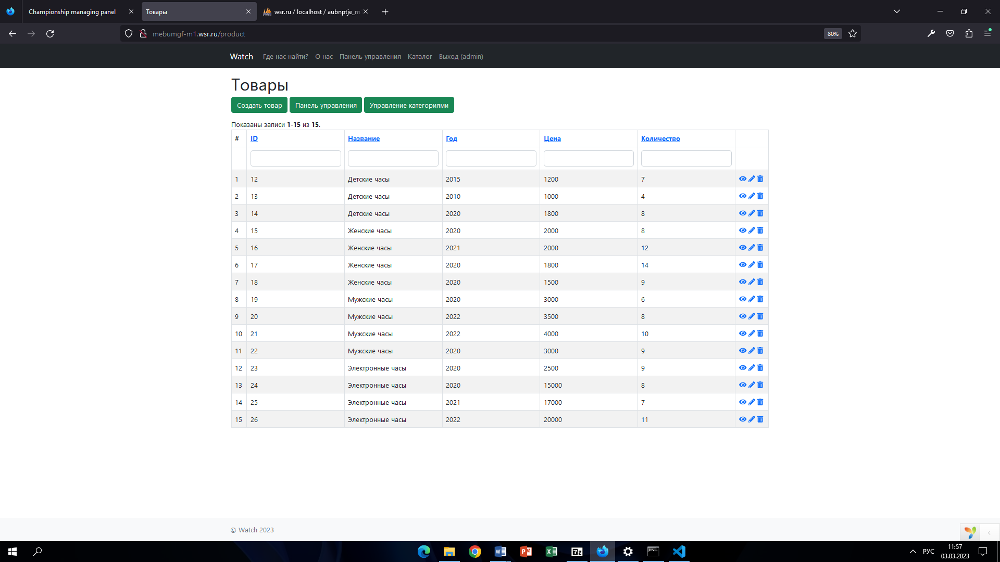 Championship managing panel
Товары
wsr.ru / localhost / aubnptje_m
mebumgf-m1.wsr.ru/product
80%
Watch Где нас найти? О нас Панель управления Каталог Выход (admin)
Товары
Создать товар Панель управления Управление категориями
Показаны записи 1-15 из 15.
# ID Название Год Цена Количество
1 12 Детские часы 2015 1200 7
2 13 Детские часы 2010 1000 4
3 14 Детские часы 2020 1800 8
4 15 Женские часы 2020 2000 8
5 16 Женские часы 2021 2000 12
6 17 Женские часы 2020 1800 14
7 18 Женские часы 2020 1500 9
8 19 Мужские часы 2020 3000 6
9 20 Мужские часы 2022 3500 8
10 21 Мужские часы 2022 4000 10
11 22 Мужские часы 2020 3000 9
12 23 Электронные часы 2020 2500 9
13 24 Электронные часы 2020 15000 8
14 25 Электронные часы 2021 17000 7
15 26 Электронные часы 2022 20000 11
© Watch 2023
РУС
11:57
03.03.2023